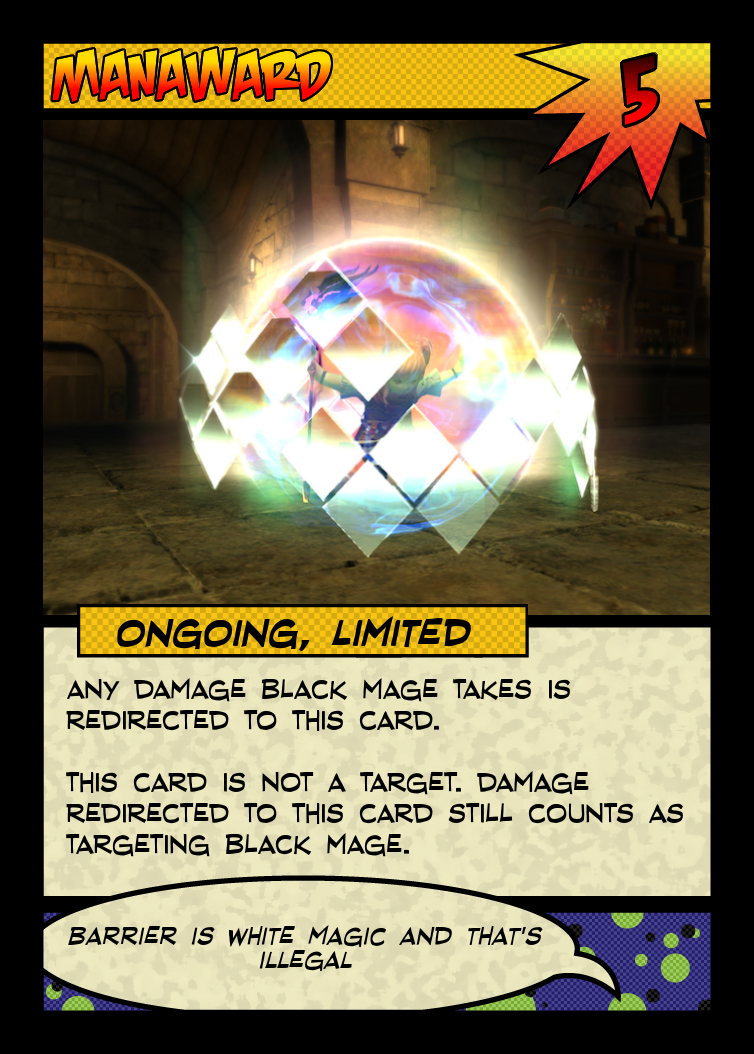 MANAWARD
5
ONGOING, LIMITED
ANY DAMAGE BLACK MAGE TAKES IS
REDIRECTED TO THIS CARD.
THIS CARD IS NOT A TARGET. DAMAGE
REDIRECTED TO THIS CARD STILL COUNTS AS
TARGETING BLACK MAGE.
BARRIER IS WHITE MAGIC AND THAT'S
ILLEGAL